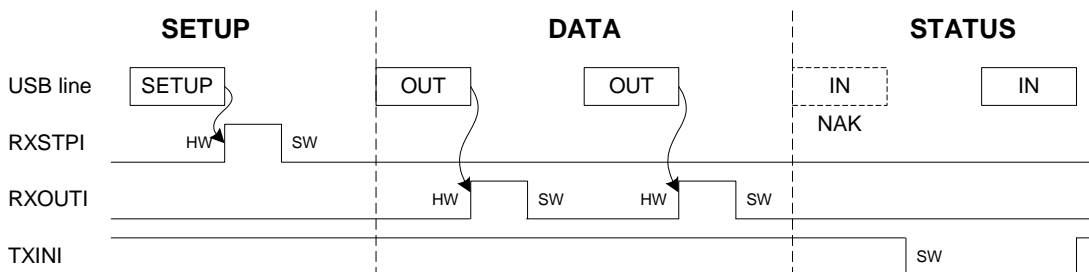 SETUP DATA STATUS
USB line SETUP OUT OUT IN IN
NAK
RXSTPI HW SW
RXOUTI HW SW HW SW
TXINI SW